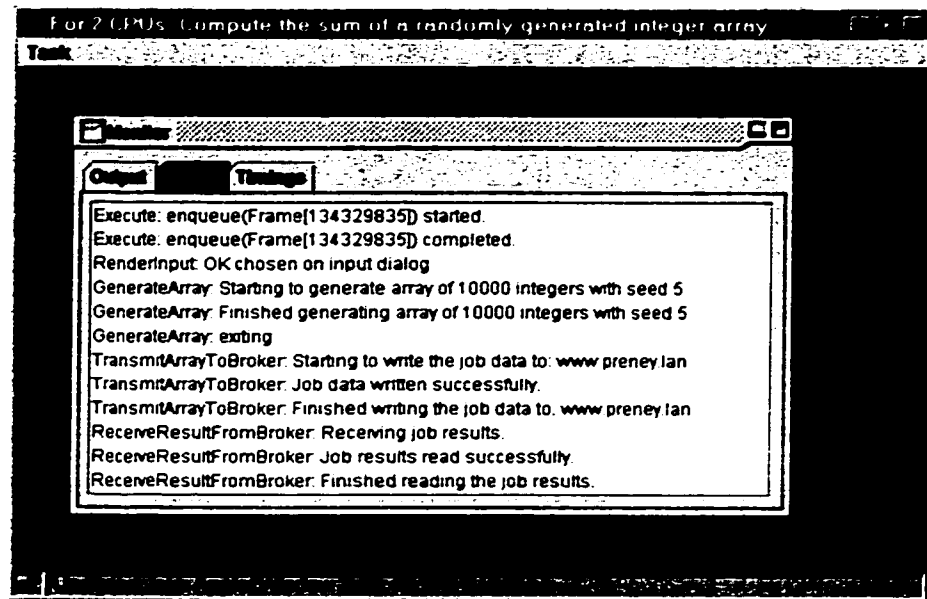 For 2 CPUs: Compute the sum of a randomly generated integer array
Task
Monitor
Output Timings
Execute: enqueue(Frame[134329835]) started.
Execute: enqueue(Frame[134329835]) completed.
RenderInput: OK chosen on input dialog
GenerateArray: Starting to generate array of 10000 integers with seed 5
GenerateArray: Finished generating array of 10000 integers with seed 5
GenerateArray: exiting
TransmitArrayToBroker: Starting to write the job data to: www.preney.lan
TransmitArrayToBroker: Job data written successfully.
TransmitArrayToBroker: Finished writing the job data to: www.preney.lan
ReceiveResultFromBroker: Receiving job results.
ReceiveResultFromBroker: Job results read successfully.
ReceiveResultFromBroker: Finished reading the job results.